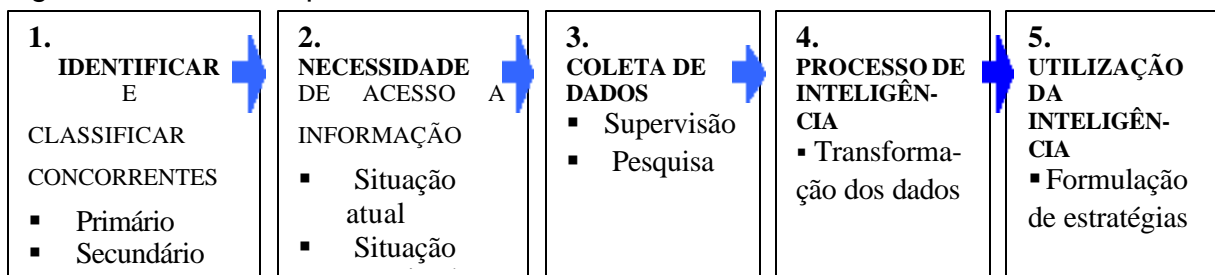 1.
IDENTIFICAR
E
CLASSIFICAR
CONCORRENTES
▪ Primário
▪ Secundário
2.
NECESSIDADE
DE ACESSO A
INFORMAÇÃO
▪ Situação
atual
▪ Situação
3.
COLETA DE
DADOS
▪ Supervisão
▪ Pesquisa
4.
PROCESSO DE
INTELIGÊN-
CIA
▪ Transforma-
ção dos dados
5.
UTILIZAÇÃO
DA
INTELIGÊN-
CIA
▪ Formulação
de estratégias